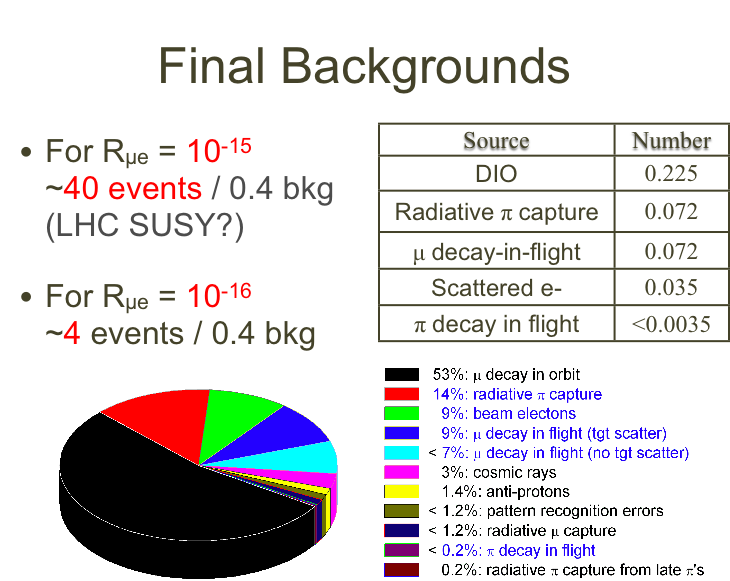 Final Backgrounds
• For Rμe = 10-15
~40 events / 0.4 bkg
(LHC SUSY?)
• For Rμe = 10-16
~4 events / 0.4 bkg
Source Number
DIO 0.225
Radiative π capture 0.072
μ decay-in-flight 0.072
Scattered e- 0.035
π decay in flight <0.0035
53%: μ decay in orbit
14%: radiative π capture
9%: beam electons
9%: μ decay in flight (tgt scatter)
< 7%: μ decay in flight (no tgt scatter)
3%: cosmic rays
1.4%: anti-protons
< 1.2%: pattern recognition errors
< 1.2%: radiative μ capture
< 0.2%: π decay in flight
0.2%: radiative π capture from late π's